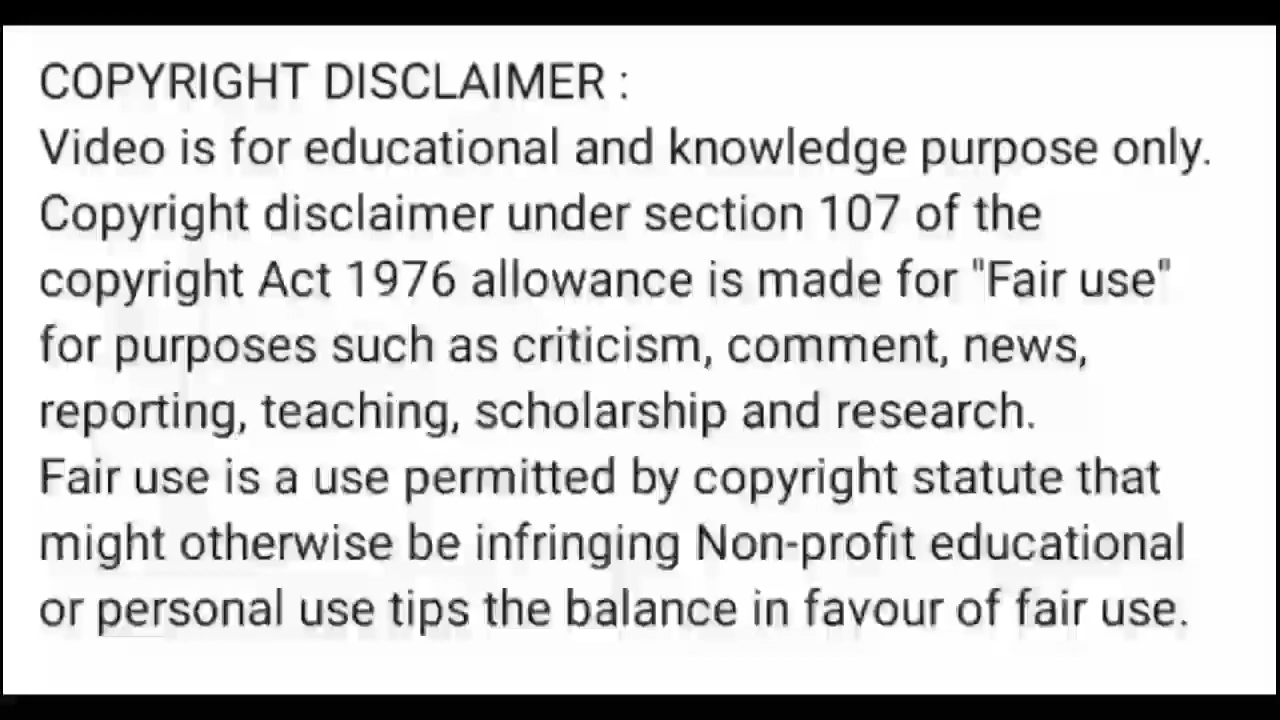 COPYRIGHT DISCLAIMER :
Video is for educational and knowledge purpose only.
Copyright disclaimer under section 107 of the
copyright Act 1976 allowance is made for "Fair use"
for purposes such as criticism, comment, news,
reporting, teaching, scholarship and research.
Fair use is a use permitted by copyright statute that
might otherwise be infringing Non-profit educational
or personal use tips the balance in favour of fair use.